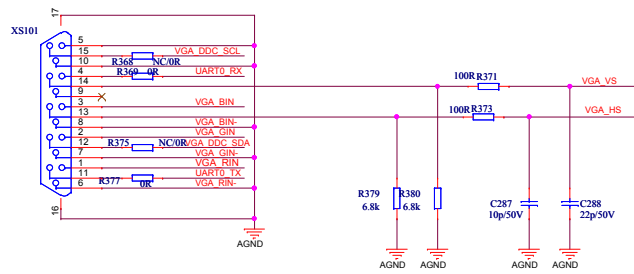 17
XS101
5
15 VGA_DDC_SCL
10 R368 NC/0R
4 R369 0R UART0_RX
14 100R R371 VGA_VS
9
3 VGA_BIN
13 100R R373 VGA_HS
8 VGA_BIN-
2 VGA_GIN
12 R375 NC/0R VGA_DDC_SDA
7 VGA_GIN-
1 VGA_RIN
11 UART0_TX
6 R377 0R VGA_RIN-
R379 R380
6.8k 6.8k
C287 C288
10p/50V 22p/50V
16
AGND
AGND AGND AGND AGND